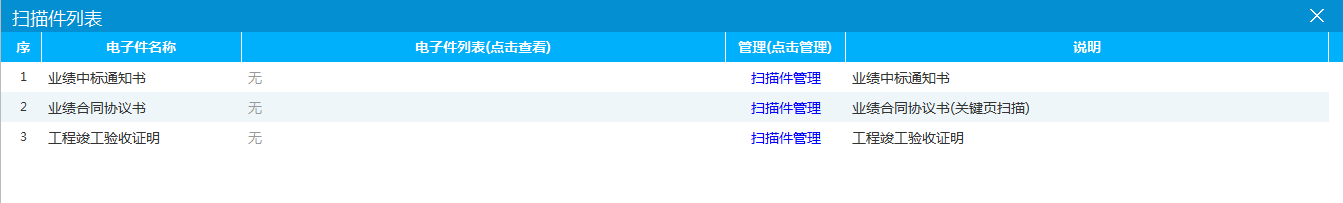 扫描件列表
序 电子件名称 电子件列表(点击查看) 管理(点击管理) 说明
1 业绩中标通知书 无 扫描件管理 业绩中标通知书
2 业绩合同协议书 无 扫描件管理 业绩合同协议书(关键页扫描)
3 工程竣工验收证明 无 扫描件管理 工程竣工验收证明